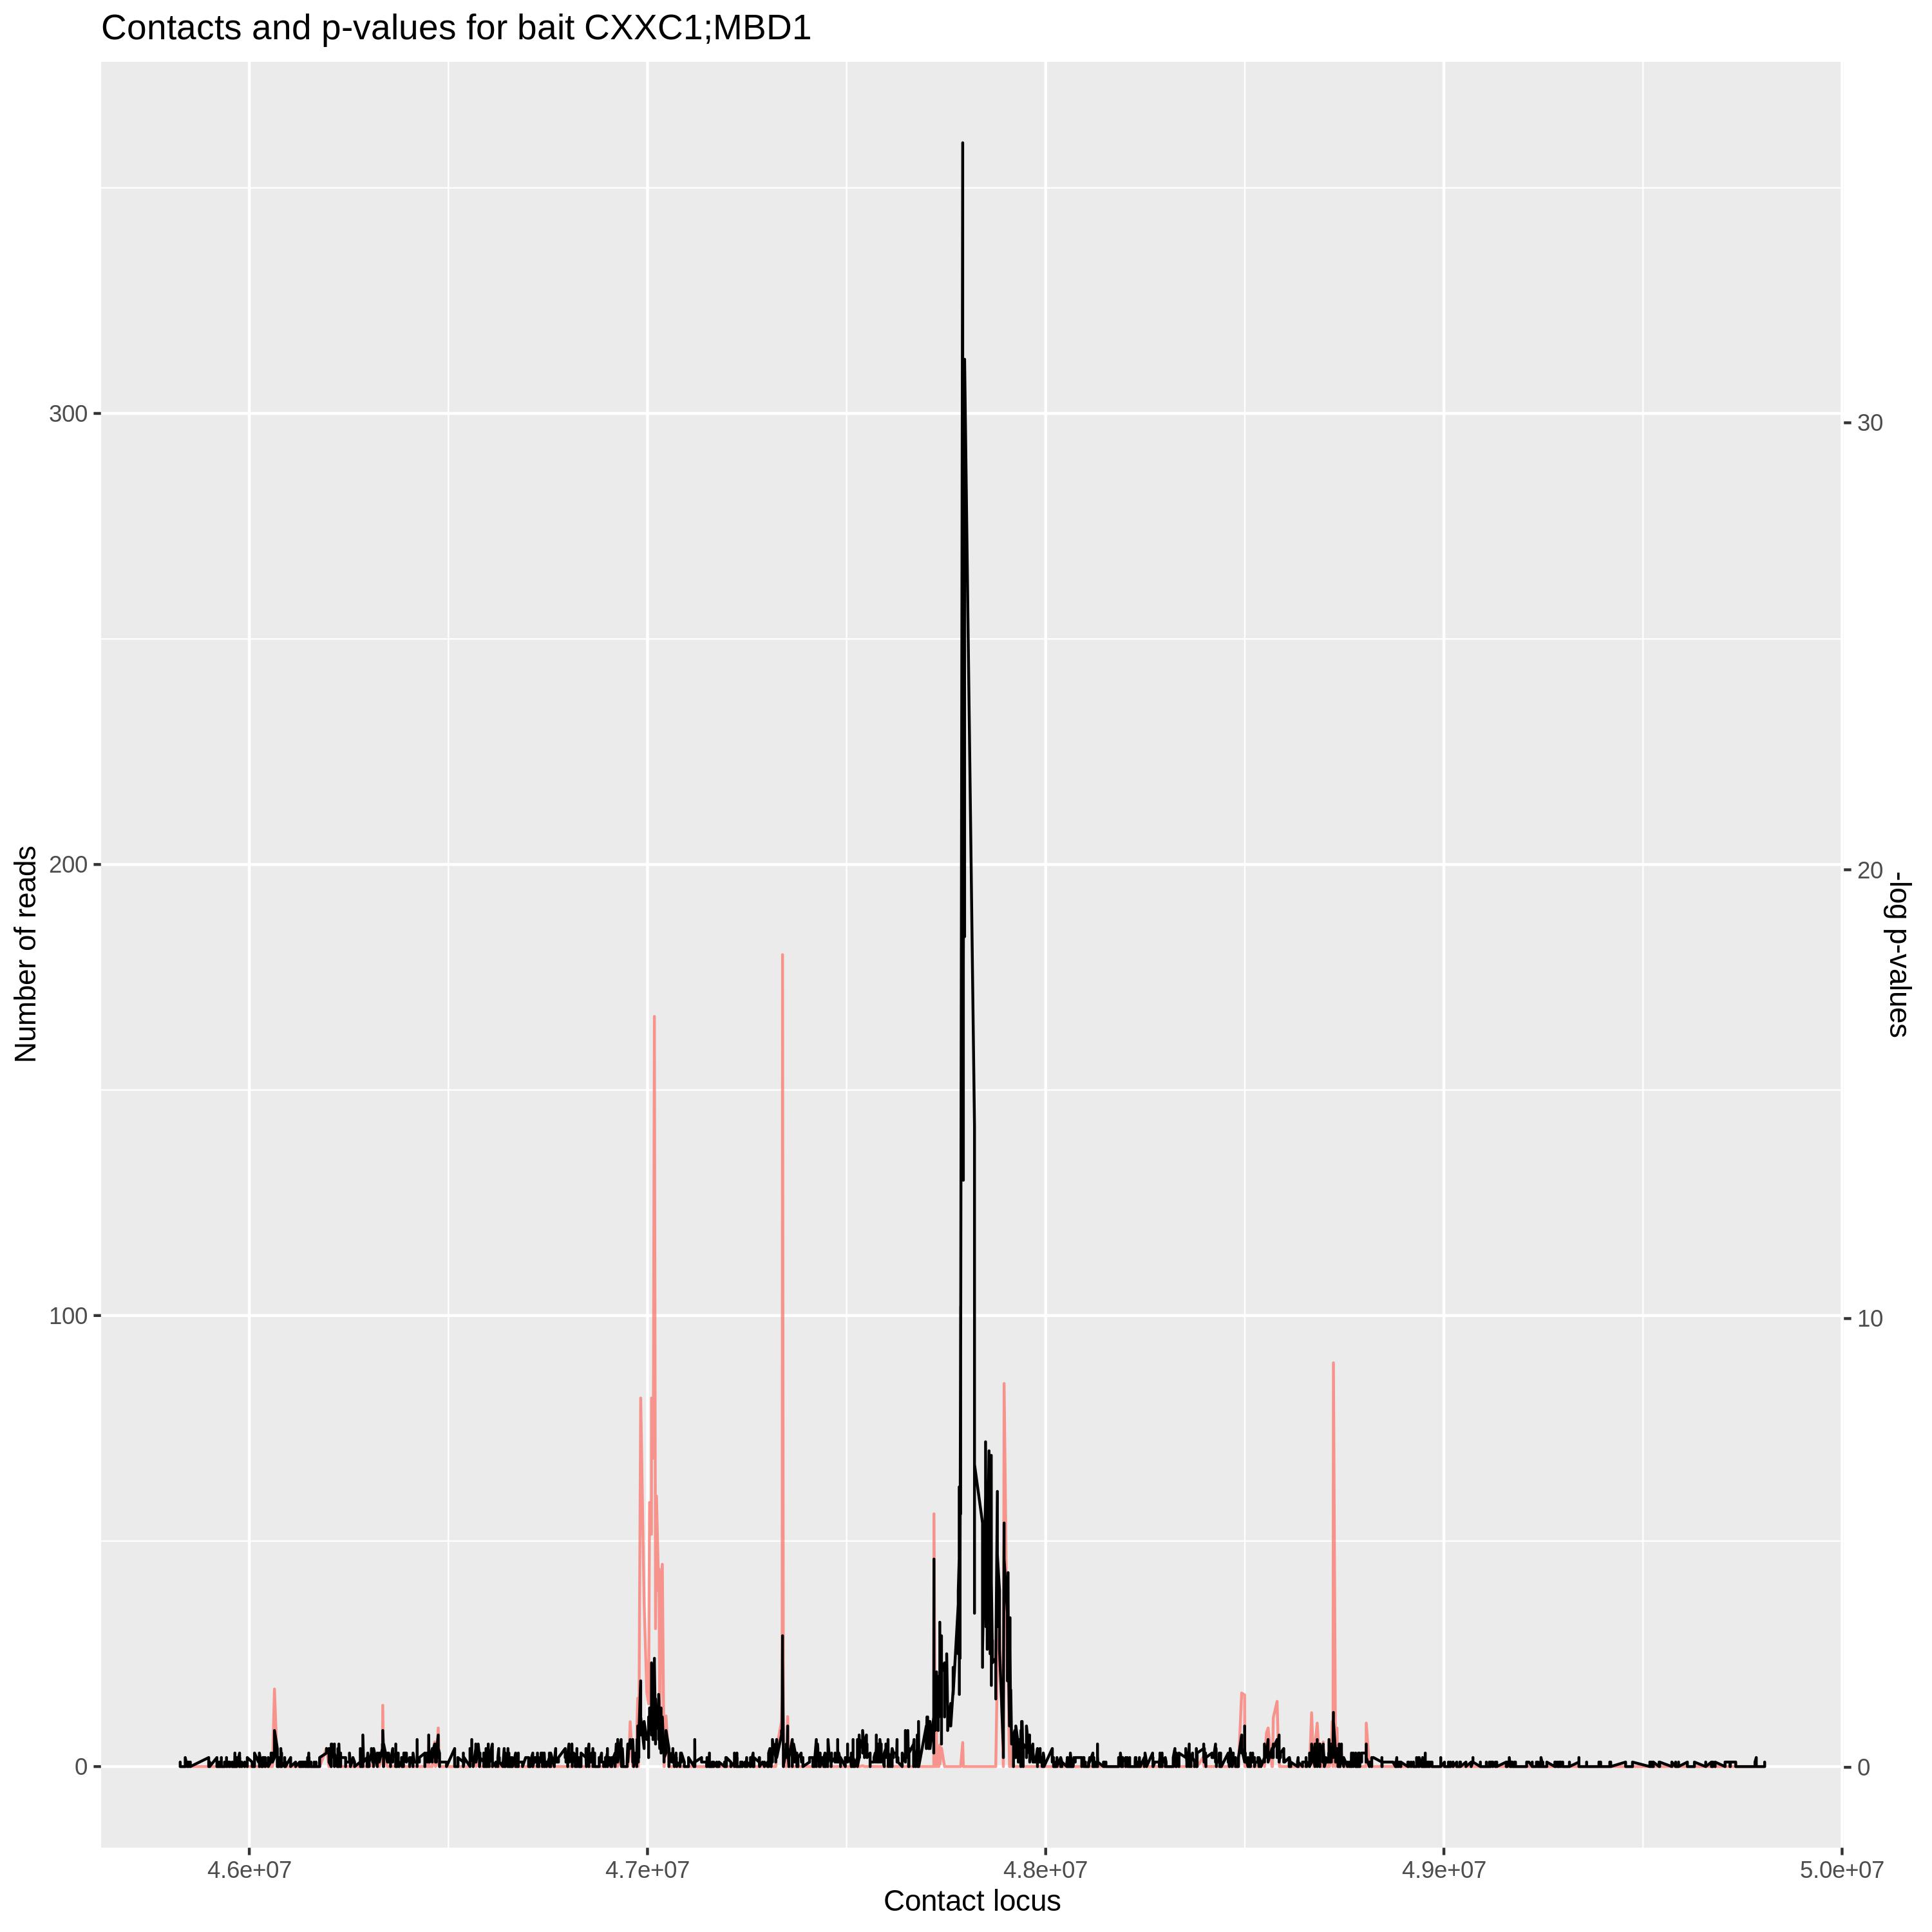 Contacts and p-values for bait CXXC1;MBD1
Number of reads
300
200
100
0
30
20
10
0
-log p-values
4.6e+07
4.7e+07
4.8e+07
4.9e+07
5.0e+07
Contact locus